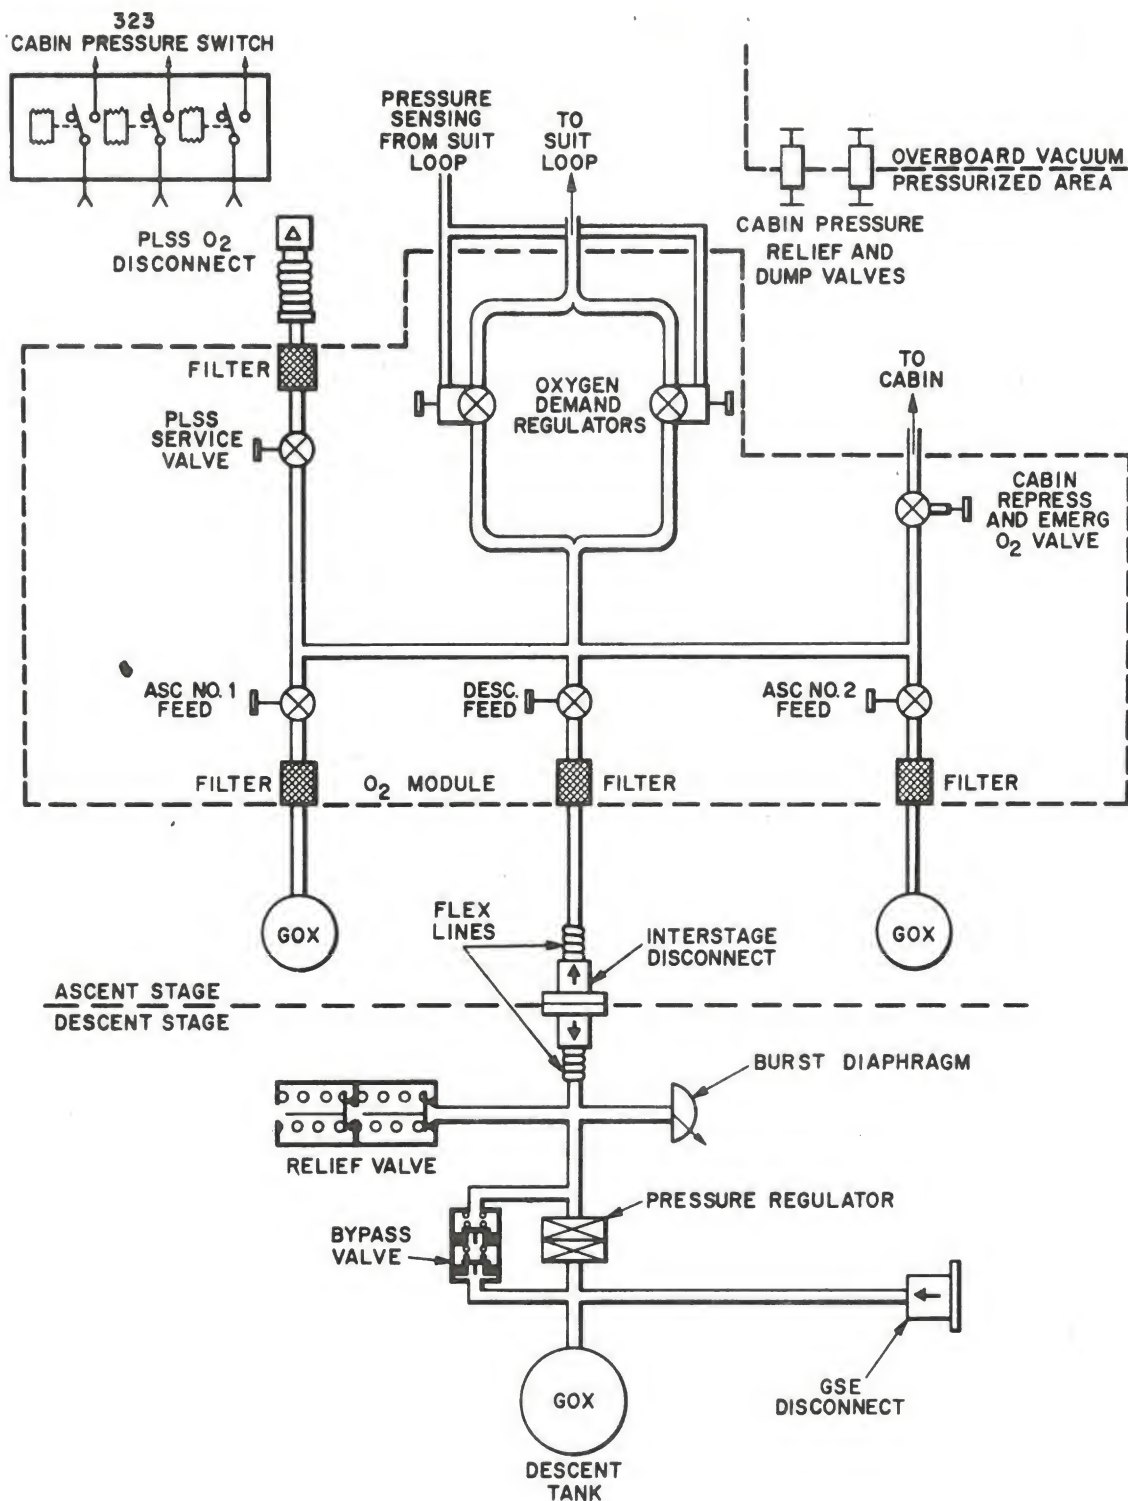 323
CABIN PRESSURE SWITCH
PRESSURE
SENSING
FROM SUIT
LOOP
TO
SUIT
LOOP
OVERBOARD VACUUM
PRESSURIZED AREA
CABIN PRESSURE
RELIEF AND
DUMP VALVES
PLSS O2
DISCONNECT
FILTER
PLSS
SERVICE
VALVE
OXYGEN
DEMAND
REGULATORS
TO
CABIN
CABIN
REPRESS
AND EMERG
O2 VALVE
ASC NO. 1
FEED
DESC.
FEED
ASC NO. 2
FEED
FILTER
O2 MODULE
FILTER
FILTER
GOX
FLEX
LINES
INTERSTAGE
DISCONNECT
GOX
ASCENT STAGE
DESCENT STAGE
BURST DIAPHRAGM
RELIEF VALVE
PRESSURE REGULATOR
BYPASS
VALVE
GSE
DISCONNECT
GOX
DESCENT
TANK